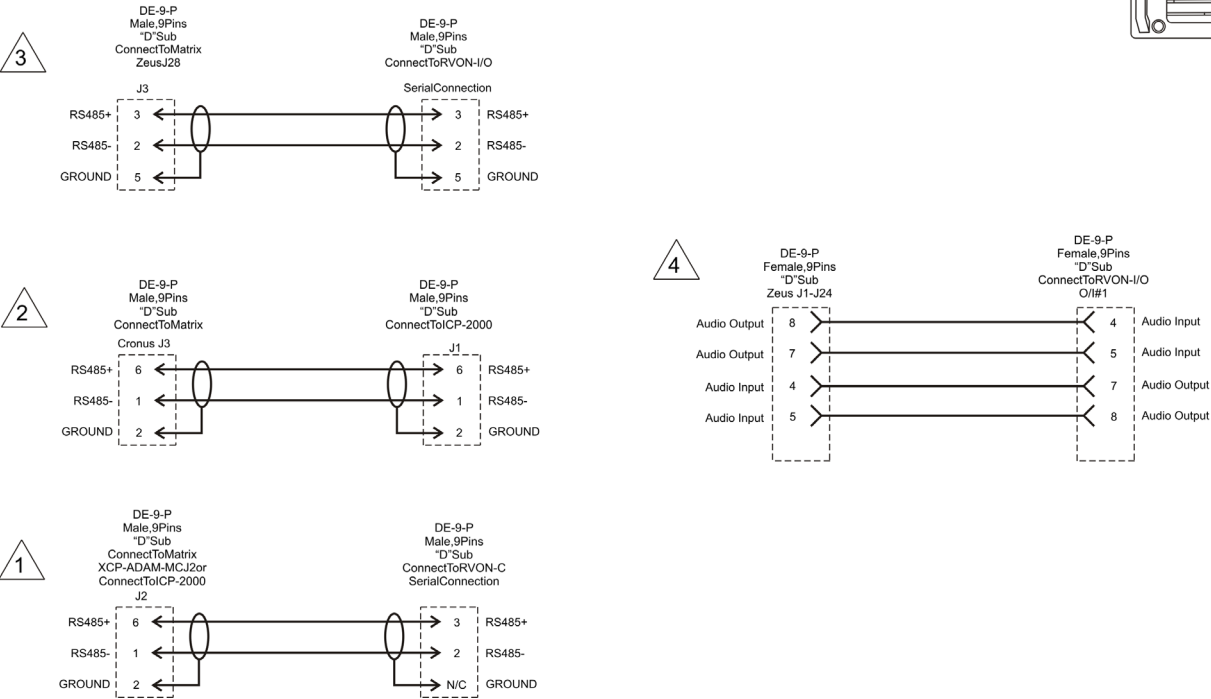 3
DE-9-P
Male,9Pins
“D”Sub
ConnectToMatrix
ZeusJ28
J3
DE-9-P
Male,9Pins
“D”Sub
ConnectToRVON-I/O
SerialConnection
RS485+ 3 3 RS485+
RS485- 2 2 RS485-
GROUND 5 5 GROUND
2
DE-9-P
Male,9Pins
“D”Sub
ConnectToMatrix
Cronus J3
DE-9-P
Male,9Pins
“D”Sub
ConnectToICP-2000
J1
RS485+ 6 6 RS485+
RS485- 1 1 RS485-
GROUND 2 2 GROUND
4
DE-9-P
Female,9Pins
“D”Sub
Zeus J1-J24
DE-9-P
Female,9Pins
“D”Sub
ConnectToRVON-I/O
O/I#1
Audio Output 8 4 Audio Input
Audio Output 7 5 Audio Input
Audio Input 4 7 Audio Output
Audio Input 5 8 Audio Output
1
DE-9-P
Male,9Pins
“D”Sub
ConnectToMatrix
XCP-ADAM-MCJ2or
ConnectToICP-2000
J2
DE-9-P
Male,9Pins
“D”Sub
ConnectToRVON-C
SerialConnection
RS485+ 6 3 RS485+
RS485- 1 2 RS485-
GROUND 2 N/C GROUND